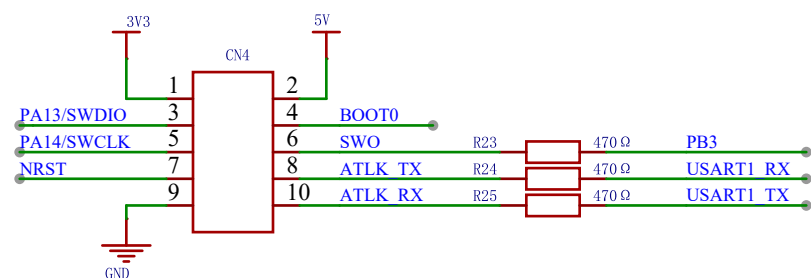 3V3 5V
CN4
1 2
PA13/SWDIO 3 4 BOOT0
PA14/SWCLK 5 6 SWO R23 470Ω PB3
NRST 7 8 ATLK_TX R24 470Ω USART1_RX
9 10 ATLK_RX R25 470Ω USART1_TX
GND